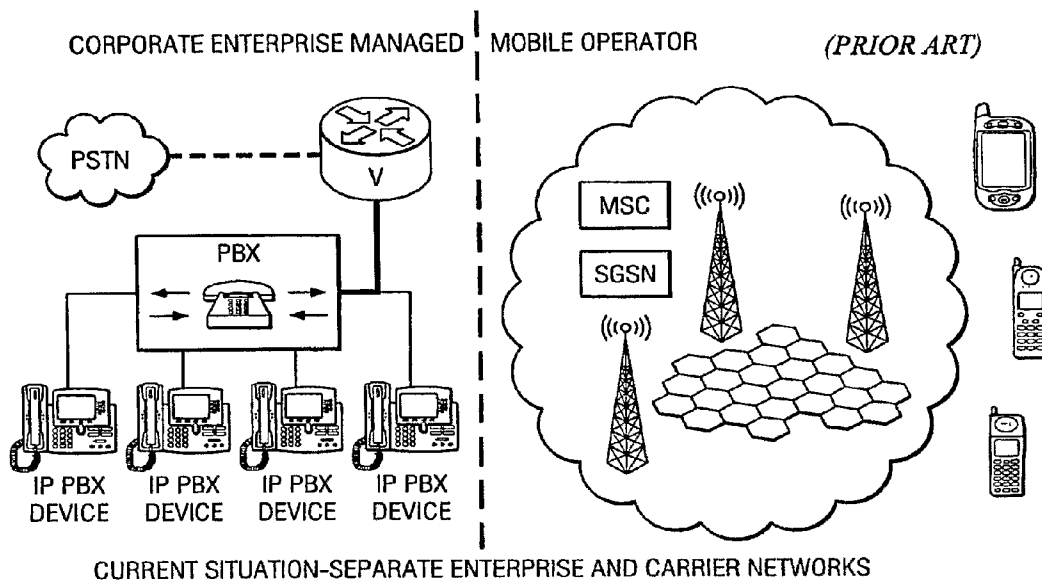 CORPORATE ENTERPRISE MANAGED
MOBILE OPERATOR
(PRIOR ART)
PSTN
V
PBX
MSC
SGSN
IP PBX
DEVICE
IP PBX
DEVICE
IP PBX
DEVICE
IP PBX
DEVICE
CURRENT SITUATION-SEPARATE ENTERPRISE AND CARRIER NETWORKS